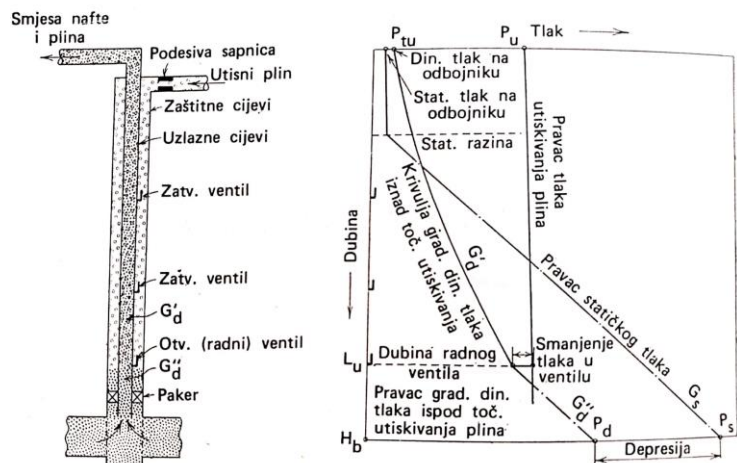 Smjesa nafte
i plina
Podesiva sapnica
Utisni plin
Zaštitne cijevi
Uzlazne cijevi
Zatv. ventil
Zatv. ventil
G'd
Otv. (radni) ventil
G''d
Paker
Ptu
Pu
Tlak
Din. tlak na
odbojniku
Stat. tlak na
odbojniku
Stat. razina
Pravac tlaka
utiskivanja plina
Dubina
Krivulja grad. din. tlaka
iznad toč. utiskivanja
G'd
Pravac statičkog tlaka
Gs
Lu
Dubina radnog
ventila
Smanjenje
tlaka u
ventilu
Pravac grad. din.
tlaka ispod toč.
utiskivanja plina
G''d
Pd
Ps
Hb
Depresija